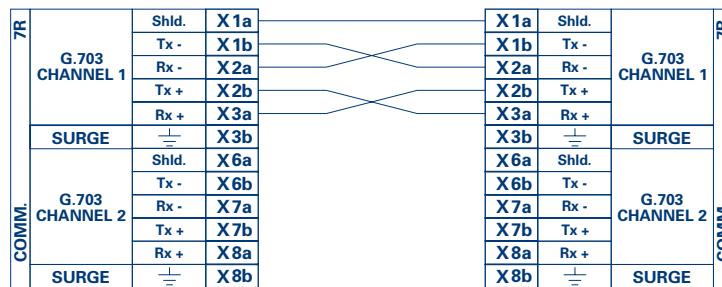 7R
G.703
CHANNEL 1
Shld. X1a
Tx - X1b
Rx - X2a
Tx + X2b
Rx + X3a
SURGE X3b
COMM.
G.703
CHANNEL 2
Shld. X6a
Tx - X6b
Rx - X7a
Tx + X7b
Rx + X8a
SURGE X8b
7R
G.703
CHANNEL 1
X1a Shld.
X1b Tx -
X2a Rx -
X2b Tx +
X3a Rx +
X3b SURGE
COMM.
G.703
CHANNEL 2
X6a Shld.
X6b Tx -
X7a Rx -
X7b Tx +
X8a Rx +
X8b SURGE